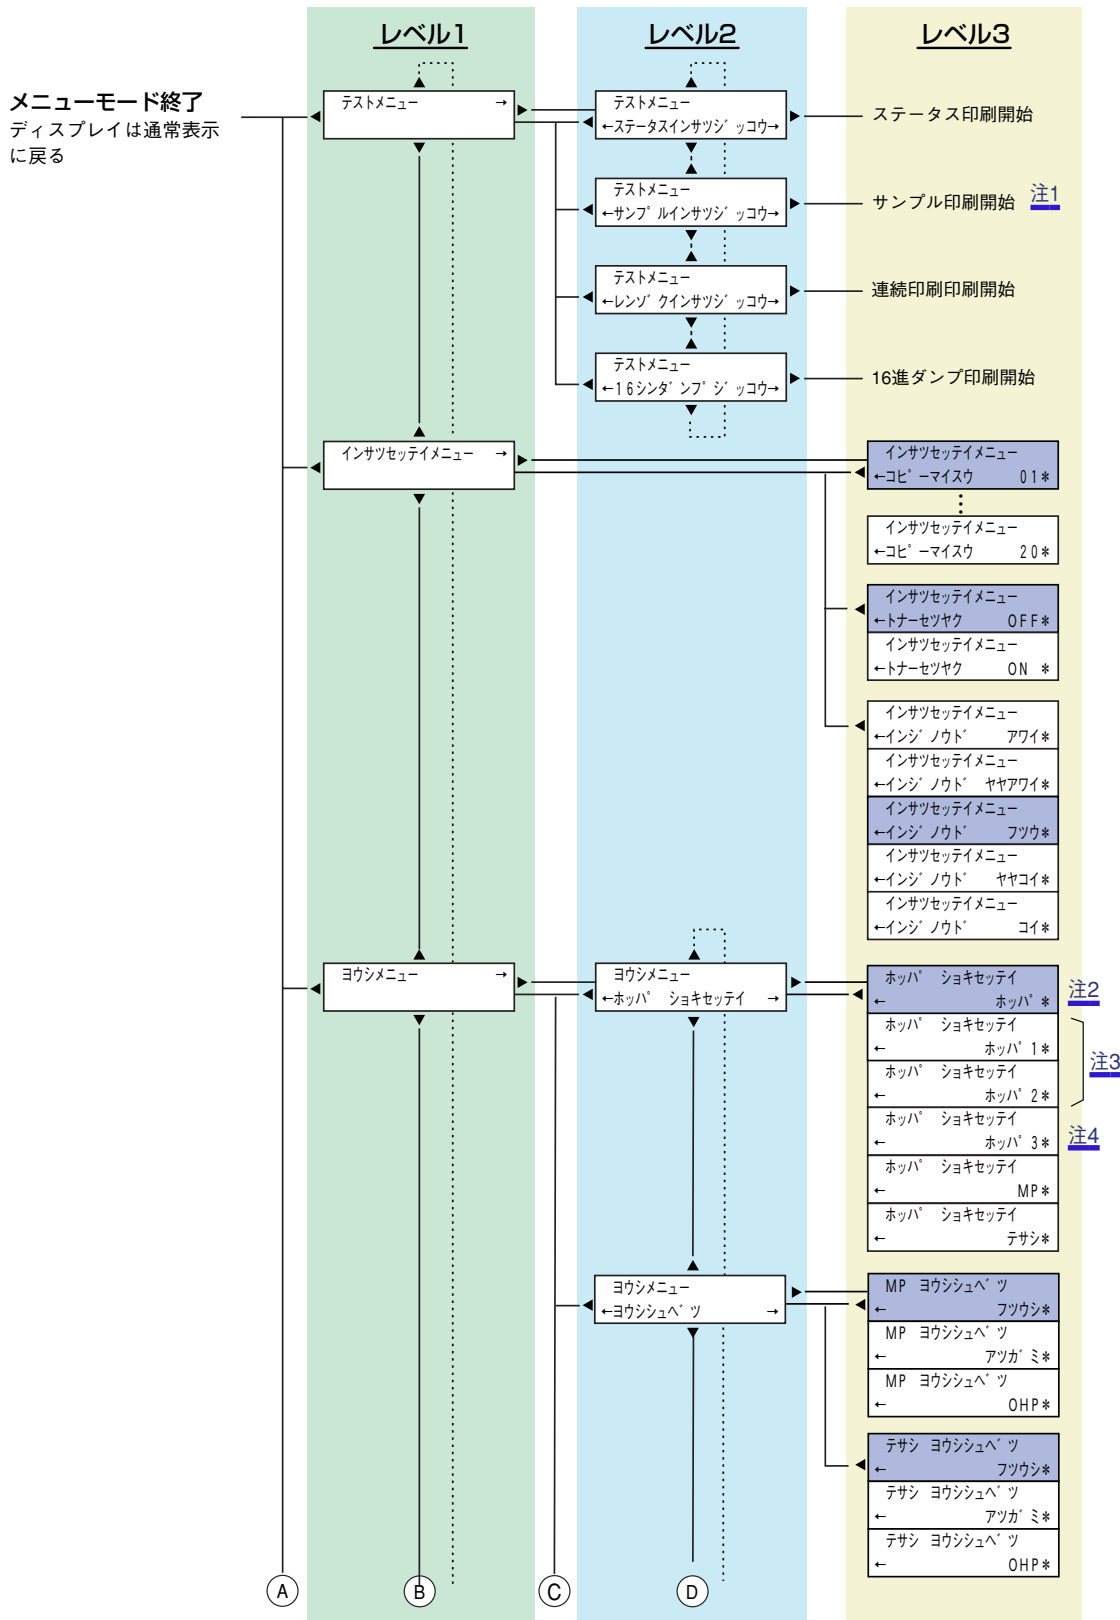 レベル1
レベル2
レベル3
メニューモード終了
ディスプレイは通常表示
に戻る
テストメニュー →
テストメニュー
←ステータスインサツジッコウ→
ステータス印刷開始
テストメニュー
←サンプルインサツジッコウ→
サンプル印刷開始 注1
テストメニュー
←レンゾクインサツジッコウ→
連続印刷印刷開始
テストメニュー
←16シンダンプジッコウ→
16進ダンプ印刷開始
インサツセッテイメニュー →
インサツセッテイメニュー
←コピーマイスウ 01*
インサツセッテイメニュー
←コピーマイスウ 20*
インサツセッテイメニュー
←トナーセツヤク OFF*
インサツセッテイメニュー
←トナーセツヤク ON *
インサツセッテイメニュー
←インジノウド アワイ*
インサツセッテイメニュー
←インジノウド ヤヤアワイ*
インサツセッテイメニュー
←インジノウド フツウ*
インサツセッテイメニュー
←インジノウド ヤヤコイ*
インサツセッテイメニュー
←インジノウド コイ*
ヨウシメニュー →
ヨウシメニュー
←ホッパ ショキセッテイ →
ホッパ ショキセッテイ
← ホッパ*
注2
ホッパ ショキセッテイ
← ホッパ1*
注3
ホッパ ショキセッテイ
← ホッパ2*
ホッパ ショキセッテイ
← ホッパ3*
注4
ホッパ ショキセッテイ
← MP*
ホッパ ショキセッテイ
← テサシ*
ヨウシメニュー
←ヨウシシュベツ →
MP ヨウシシュベツ
← フツウシ*
MP ヨウシシュベツ
← アツガミ*
MP ヨウシシュベツ
← OHP*
テサシ ヨウシシュベツ
← フツウシ*
テサシ ヨウシシュベツ
← アツガミ*
テサシ ヨウシシュベツ
← OHP*
A
B
C
D